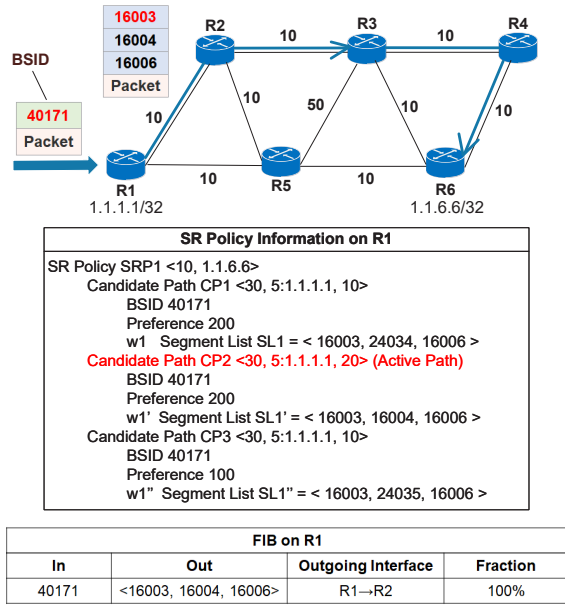 16003
16004
16006
Packet
BSID
40171
Packet
R2
R3
R4
10
10
10
10
50
10
10
R1
1.1.1.1/32
10
R5
10
R6
1.1.6.6/32
SR Policy Information on R1
SR Policy SRP1 <10, 1.1.6.6>
Candidate Path CP1 <30, 5:1.1.1.1, 10>
BSID 40171
Preference 200
w1 Segment List SL1 = < 16003, 24034, 16006 >
Candidate Path CP2 <30, 5:1.1.1.1, 20> (Active Path)
BSID 40171
Preference 200
w1' Segment List SL1' = < 16003, 16004, 16006 >
Candidate Path CP3 <30, 5:1.1.1.1, 10>
BSID 40171
Preference 100
w1” Segment List SL1” = < 16003, 24035, 16006 >
FIB on R1
In Out Outgoing Interface Fraction
40171 <16003, 16004, 16006> R1→R2 100%